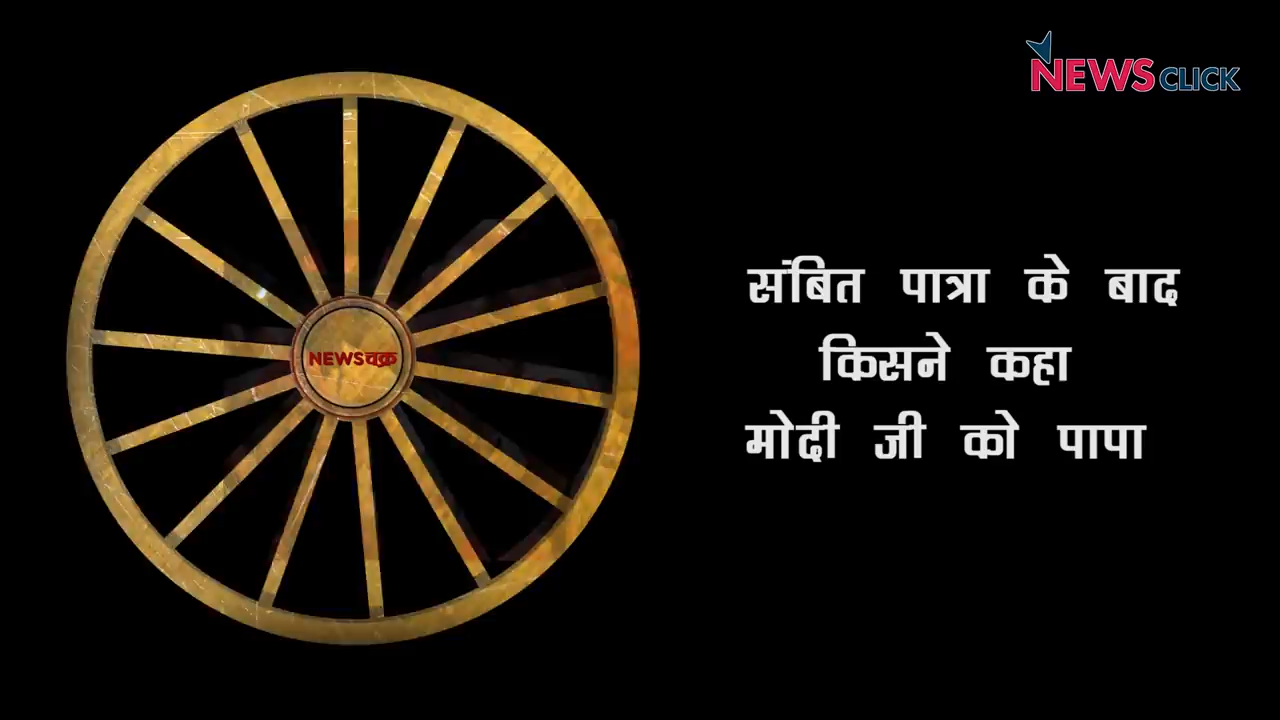 NEWSCLICK
संबित पात्रा के बाद
किसने कहा
मोदी जी को पापा
NEWSचक्र